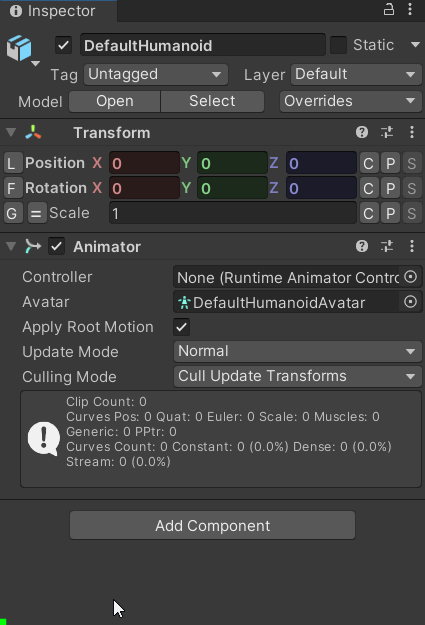 Inspector
DefaultHumanoid Static
Tag Untagged Layer Default
Model Open Select Overrides
Transform
L Position X 0 Y 0 Z 0 C P S
F Rotation X 0 Y 0 Z 0 C P S
G = Scale 1 C P S
Animator
Controller None (Runtime Animator Contro
Avatar DefaultHumanoidAvatar
Apply Root Motion
Update Mode Normal
Culling Mode Cull Update Transforms
Clip Count: 0
Curves Pos: 0 Quat: 0 Euler: 0 Scale: 0 Muscles: 0
Generic: 0 PPtr: 0
Curves Count: 0 Constant: 0 (0.0%) Dense: 0 (0.0%)
Stream: 0 (0.0%)
Add Component